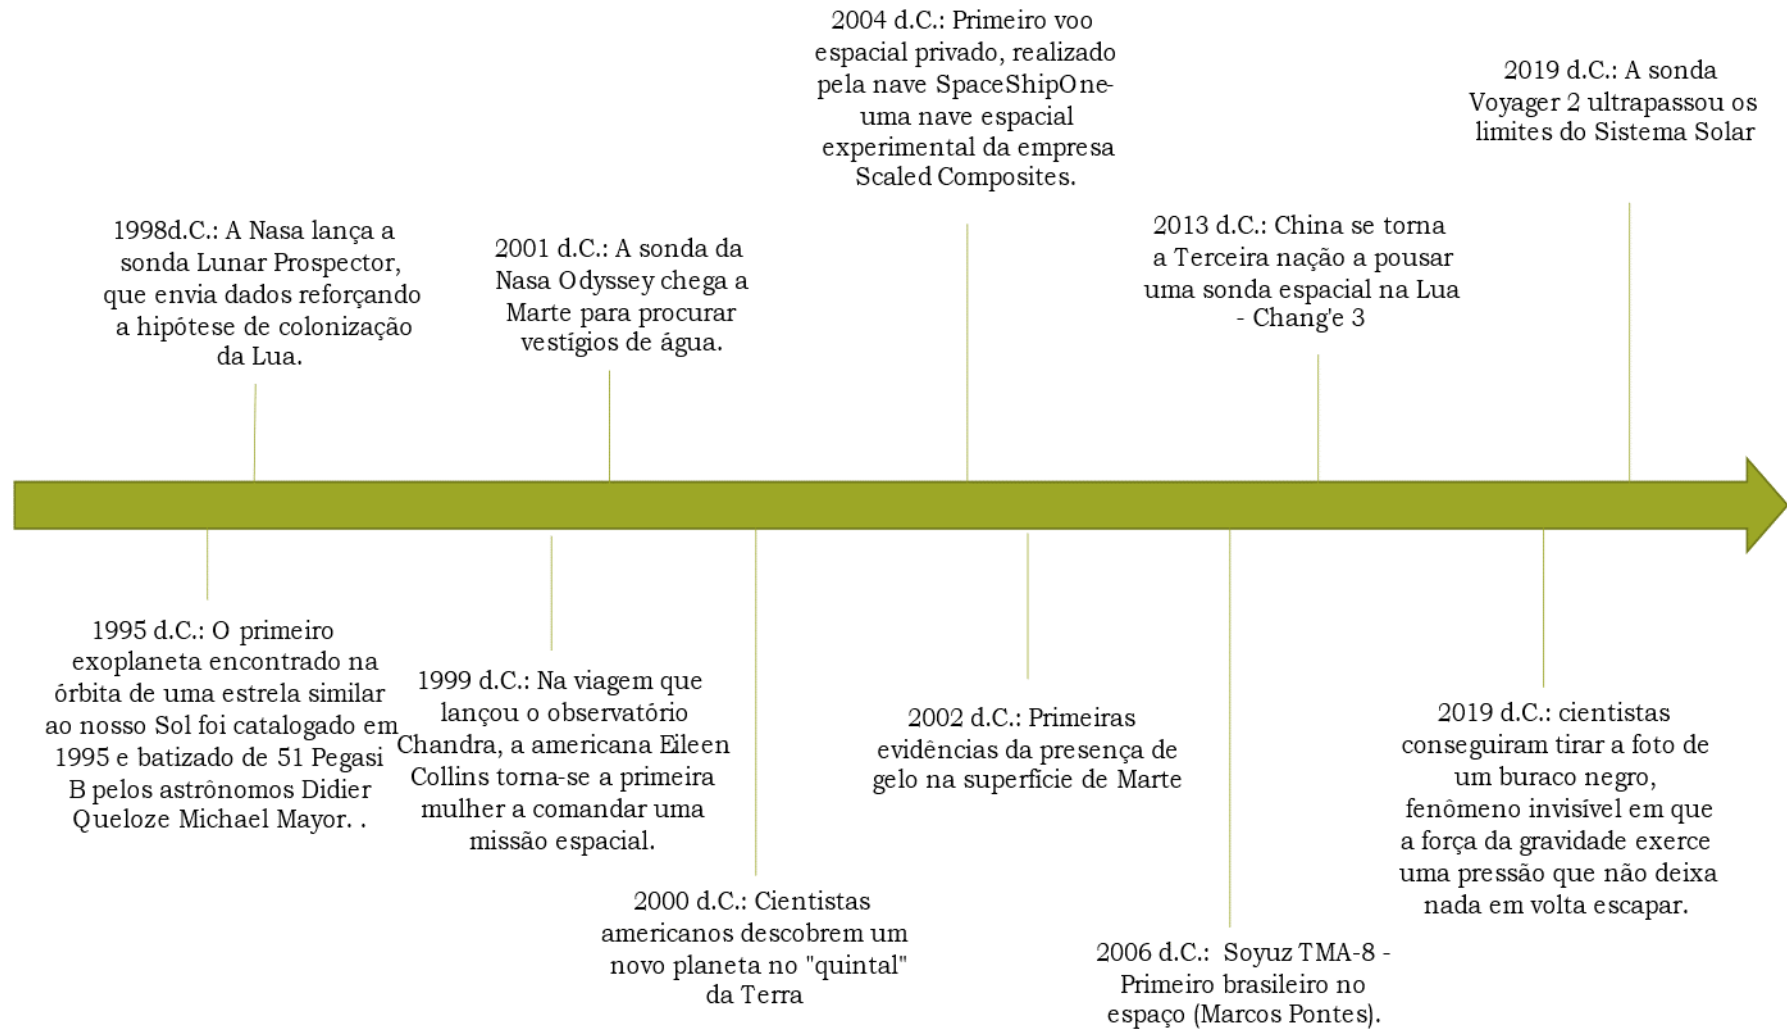 2004 d.C.: Primeiro voo
espacial privado, realizado
pela nave SpaceShipOne-
uma nave espacial
experimental da empresa
Scaled Composites.
2019 d.C.: A sonda
Voyager 2 ultrapassou os
limites do Sistema Solar
1998d.C.: A Nasa lança a
sonda Lunar Prospector,
que envia dados reforçando
a hipótese de colonização
da Lua.
2001 d.C.: A sonda da
Nasa Odyssey chega a
Marte para procurar
vestígios de água.
2013 d.C.: China se torna
a Terceira nação a pousar
uma sonda espacial na Lua
- Chang'e 3
1995 d.C.: O primeiro
exoplaneta encontrado na
órbita de uma estrela similar
ao nosso Sol foi catalogado em
1995 e batizado de 51 Pegasi
B pelos astrônomos Didier
Queloze Michael Mayor. .
1999 d.C.: Na viagem que
lançou o observatório
Chandra, a americana Eileen
Collins torna-se a primeira
mulher a comandar uma
missão espacial.
2000 d.C.: Cientistas
americanos descobrem um
novo planeta no "quintal"
da Terra
2002 d.C.: Primeiras
evidências da presença de
gelo na superfície de Marte
2006 d.C.: Soyuz TMA-8 -
Primeiro brasileiro no
espaço (Marcos Pontes).
2019 d.C.: cientistas
conseguiram tirar a foto de
um buraco negro,
fenômeno invisível em que
a força da gravidade exerce
uma pressão que não deixa
nada em volta escapar.